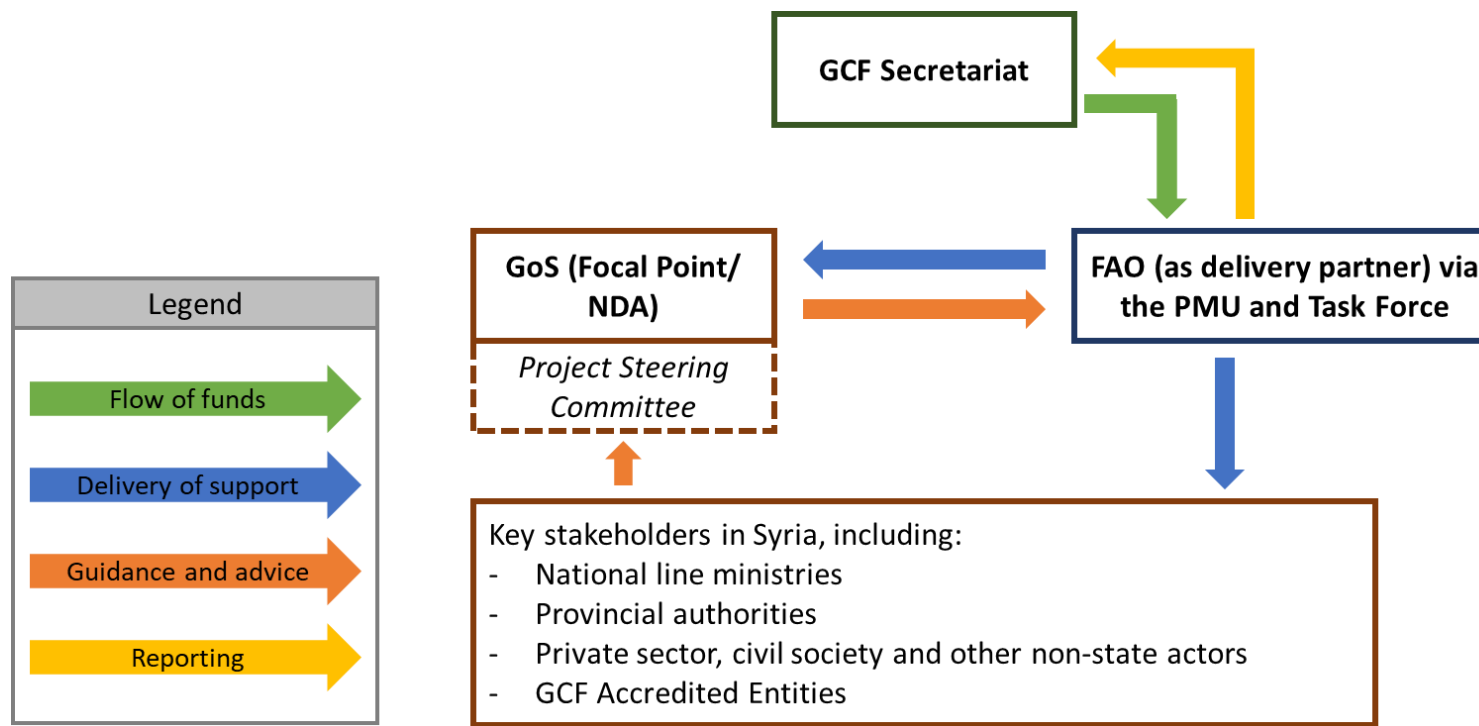 GCF Secretariat
GoS (Focal Point/
NDA)
Project Steering
Committee
FAO (as delivery partner) via
the PMU and Task Force
Legend
Flow of funds
Delivery of support
Guidance and advice
Reporting
Key stakeholders in Syria, including:
- National line ministries
- Provincial authorities
- Private sector, civil society and other non-state actors
- GCF Accredited Entities